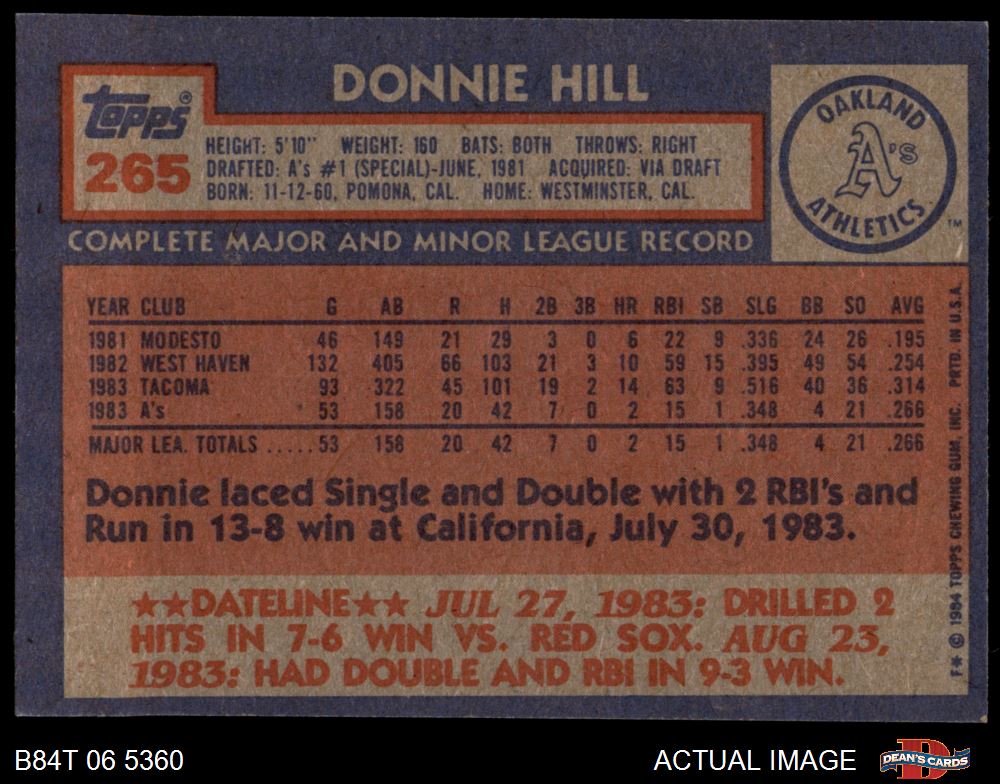 DONNIE HILL
TOPPS®
265
HEIGHT: 5'10" WEIGHT: 160 BATS: BOTH THROWS: RIGHT
DRAFTED: A's #1 (SPECIAL)-JUNE, 1981 ACQUIRED: VIA DRAFT
BORN: 11-12-60, POMONA, CAL. HOME: WESTMINSTER, CAL.
OAKLAND
A's
ATHLETICS
TM
COMPLETE MAJOR AND MINOR LEAGUE RECORD
YEAR CLUB G AB R H 2B 3B HR RBI SB SLG BB SO AVG
1981 MODESTO 46 149 21 29 3 0 6 22 9 .336 24 26 .195
1982 WEST HAVEN 132 405 66 103 21 3 10 59 15 .395 49 54 .254
1983 TACOMA 93 322 45 101 19 2 14 63 9 .516 40 36 .314
1983 A's 53 158 20 42 7 0 2 15 1 .348 4 21 .266
MAJOR LEA. TOTALS .....53 158 20 42 7 0 2 15 1 .348 4 21 .266
Donnie laced Single and Double with 2 RBI's and
Run in 13-8 win at California, July 30, 1983.
★★DATELINE★★ JUL 27, 1983: DRILLED 2
HITS IN 7-6 WIN VS. RED SOX. AUG 23,
1983: HAD DOUBLE AND RBI IN 9-3 WIN.
F* © 1984 TOPPS CHEWING GUM, INC. PRTD. IN U.S.A.
B84T 06 5360
ACTUAL IMAGE
DEAN'S CARDS